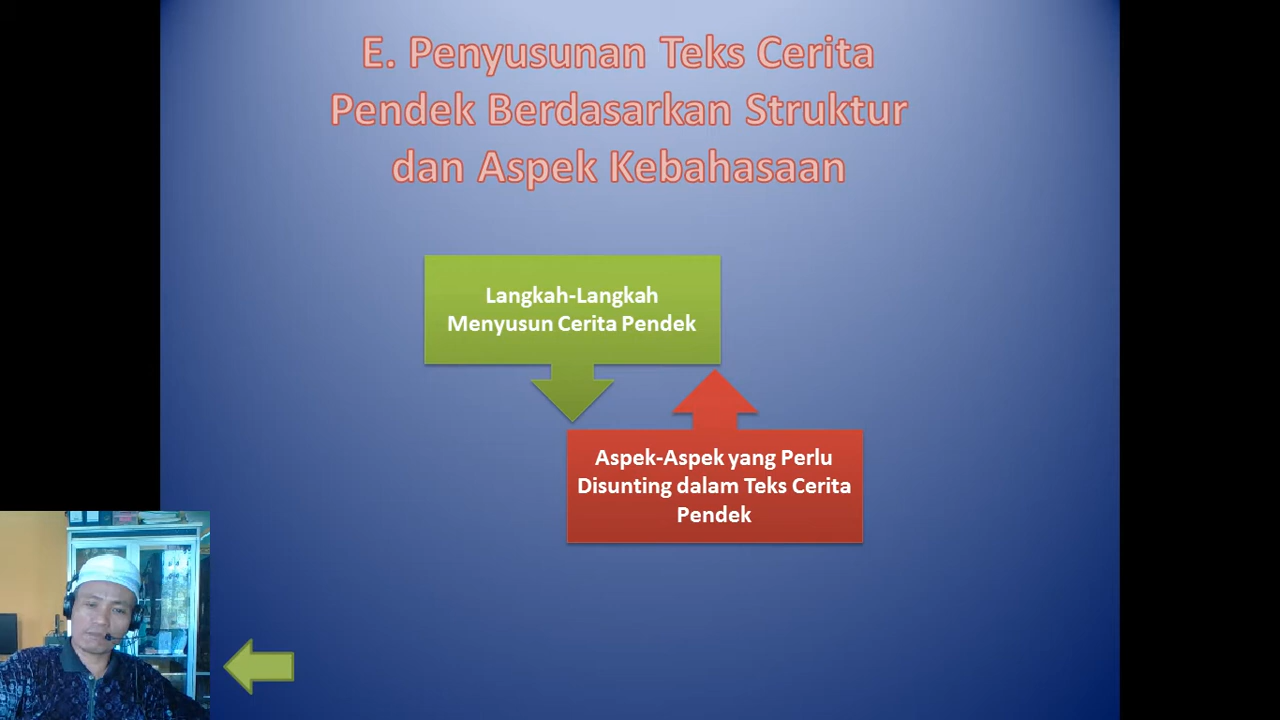 E. Penyusunan Teks Cerita
Pendek Berdasarkan Struktur
dan Aspek Kebahasaan
Langkah-Langkah
Menyusun Cerita Pendek
Aspek-Aspek yang Perlu
Disunting dalam Teks Cerita
Pendek